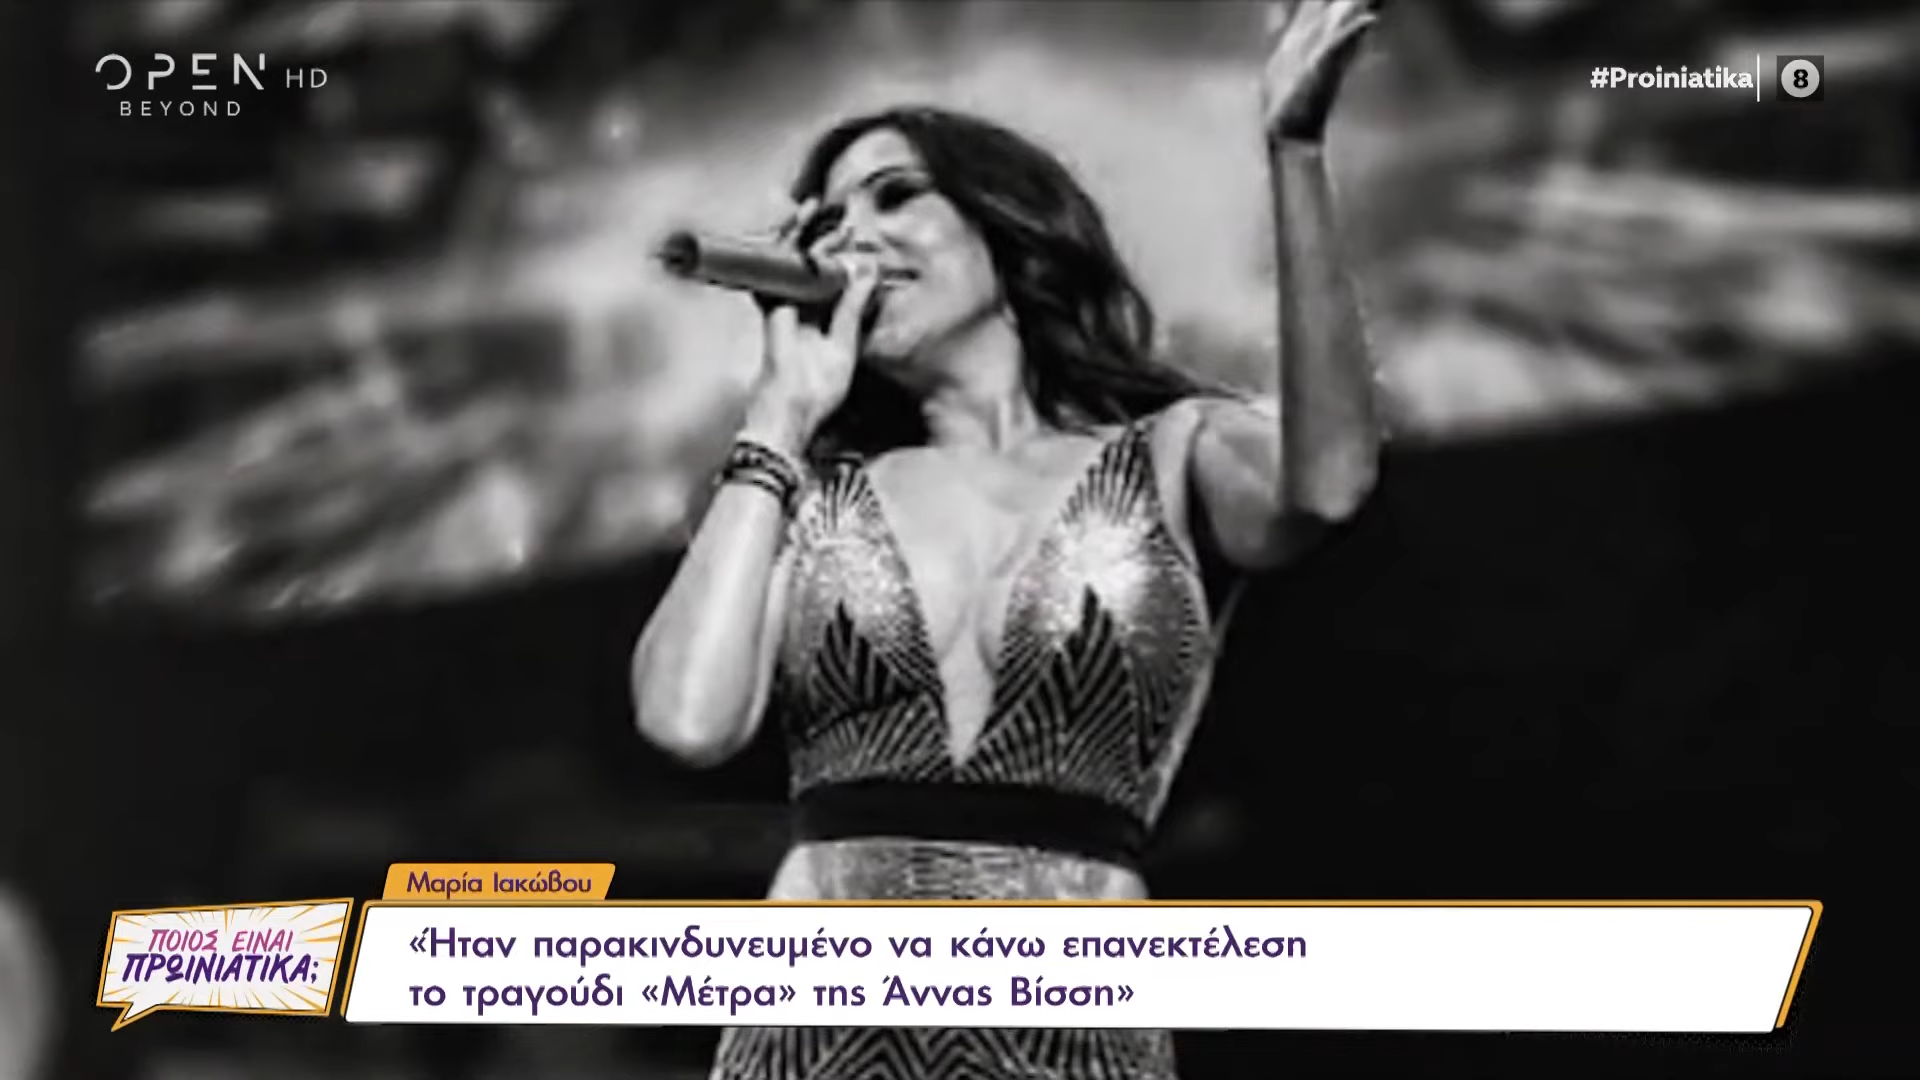 OPEN HD
BEYOND
#Proiniatika 8
Μαρία Ιακώβου
ΠΟΙΟΣ ΕΙΝΑΙ
ΠΡΩΙΝΙΑΤΙΚΑ;
«Ήταν παρακινδυνευμένο να κάνω επανεκτέλεση
το τραγούδι «Μέτρα» της Άννας Βίσση»